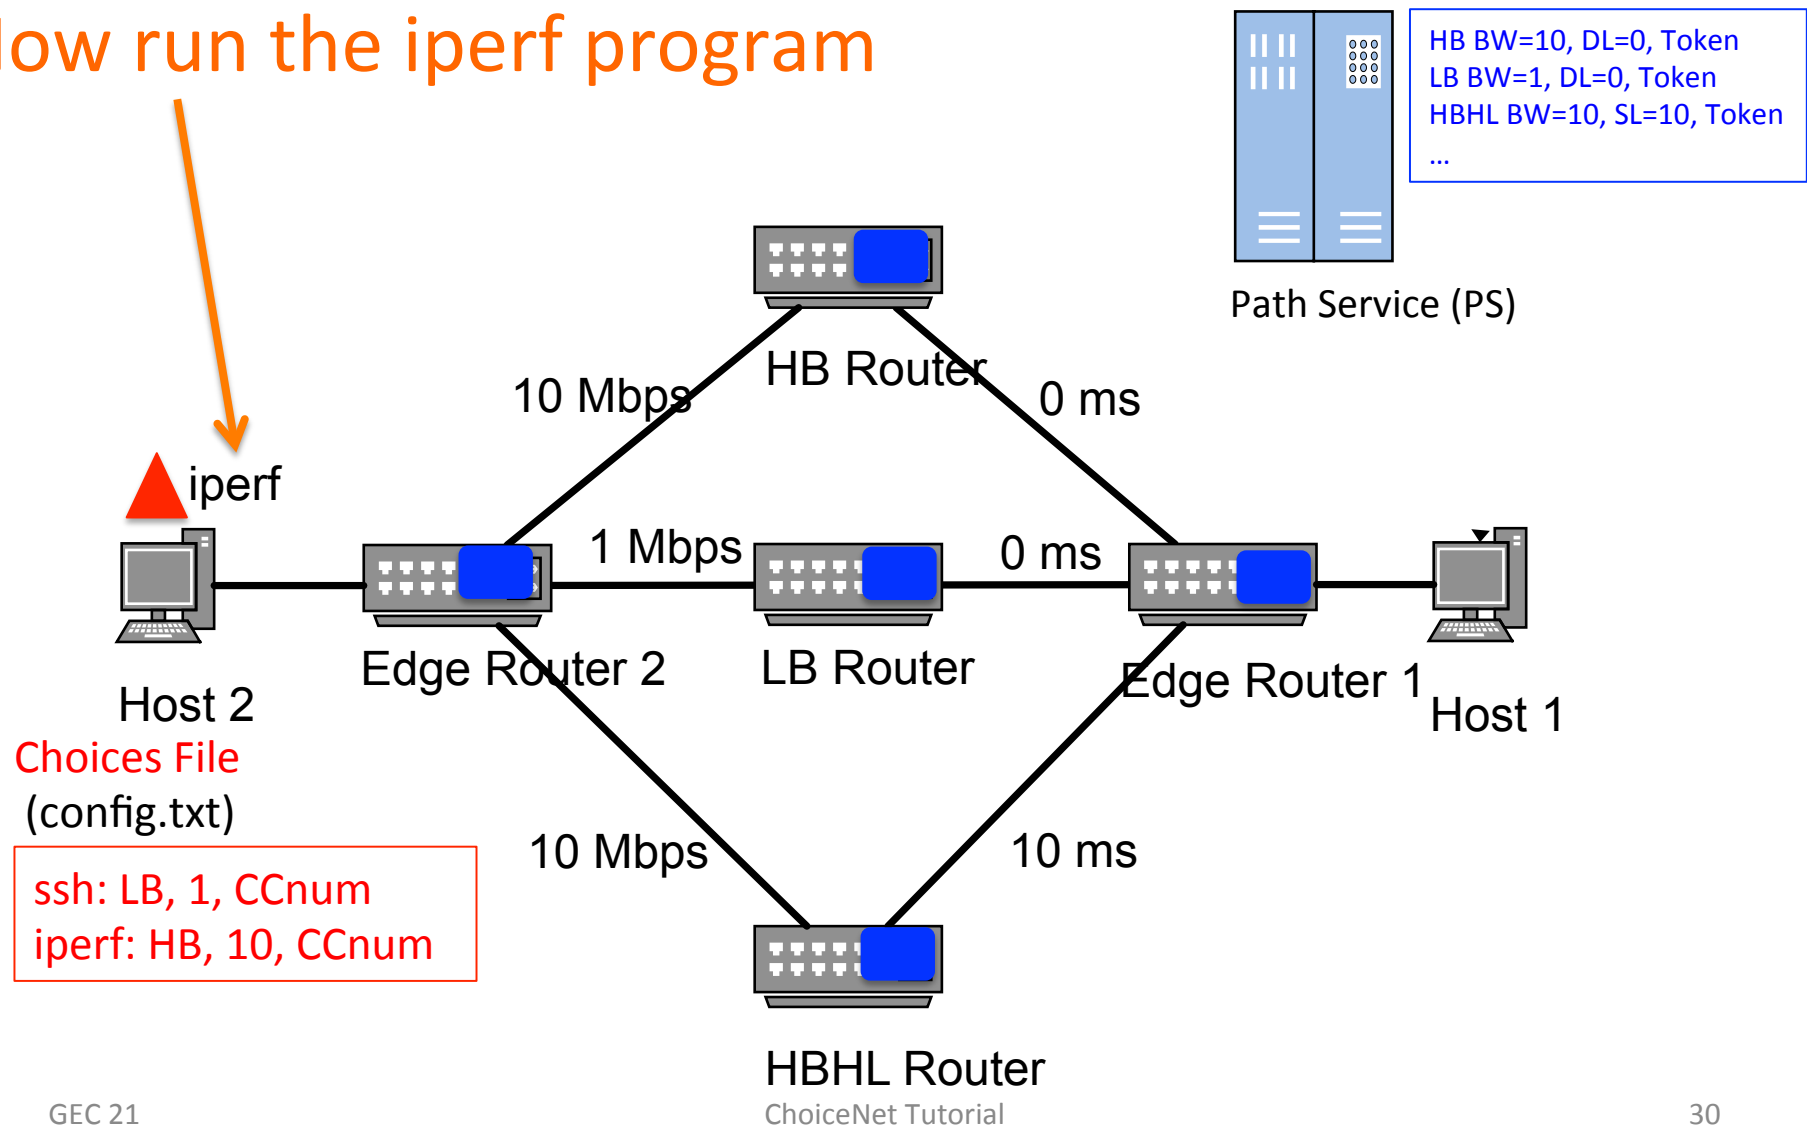 low run the iperf program
HB BW=10, DL=0, Token
LB BW=1, DL=0, Token
HBHL BW=10, SL=10, Token
...
Path Service (PS)
HB Router
10 Mbps
0 ms
iperf
1 Mbps
0 ms
Edge Router 2
LB Router
Edge Router 1
Host 2
Host 1
Choices File
(config.txt)
ssh: LB, 1, CCnum
iperf: HB, 10, CCnum
10 Mbps
10 ms
HBHL Router
GEC 21
ChoiceNet Tutorial
30